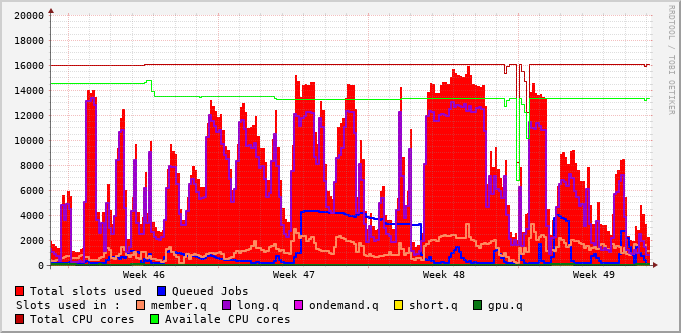 20000
18000
16000
14000
12000
10000
8000
6000
4000
2000
0
Week 46 Week 47 Week 48 Week 49
Total slots used Queued Jobs
Slots used in : member.q long.q ondemand.q short.q gpu.q
Total CPU cores Availale CPU cores
RRDTOOL / TOBI OETIKER